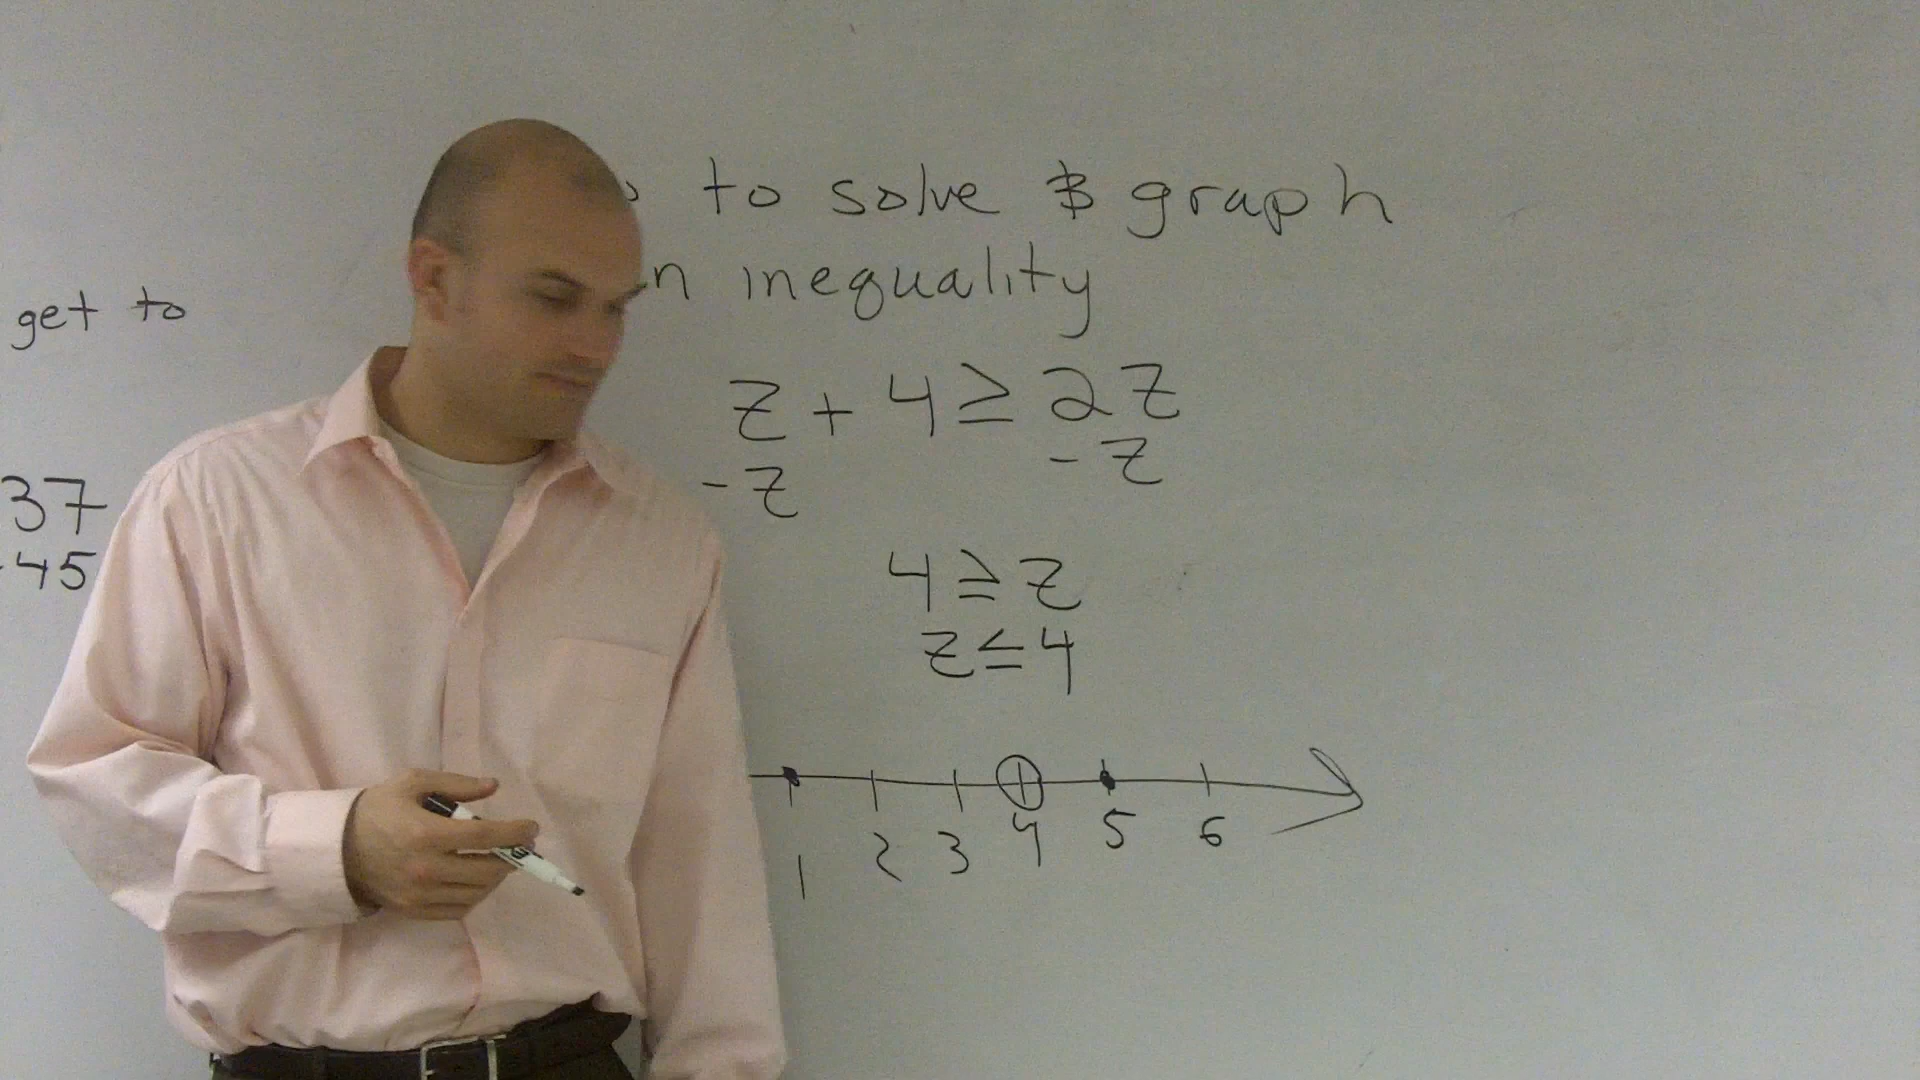 to solve & graph
n inequality
get to
z + 4 ≥ 2z
-z -z
37
-45
4 ≥ z
z ≤ 4
1 2 3 4 5 6